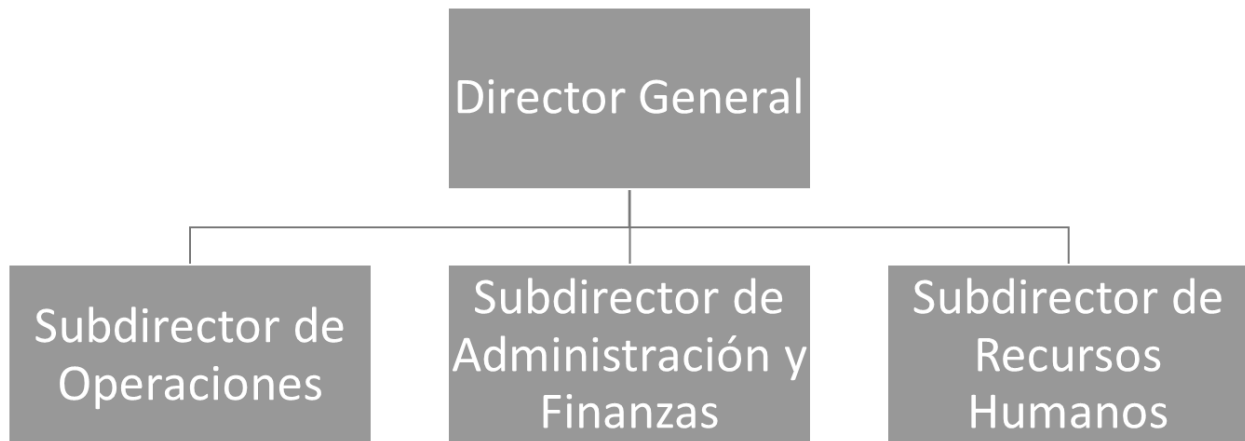 Director General
Subdirector de
Operaciones
Subdirector de
Administración y
Finanzas
Subdirector de
Recursos
Humanos